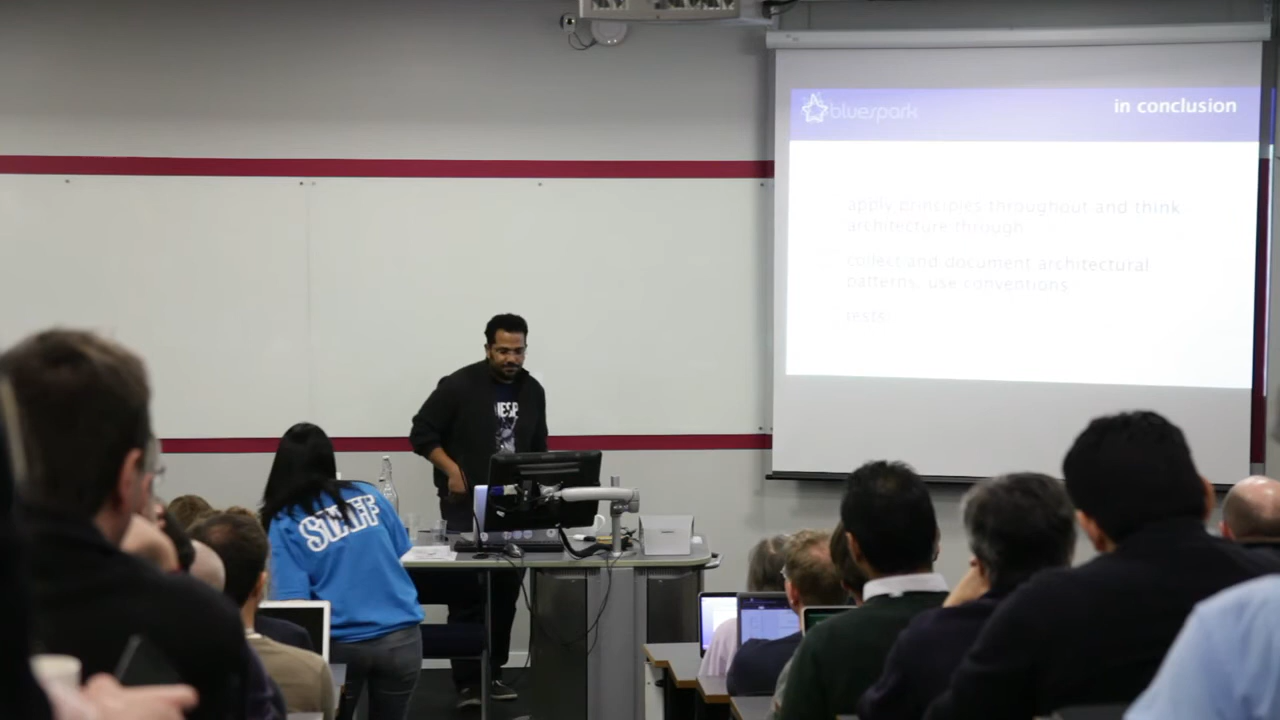 bluespark
in conclusion
apply principles throughout and think
architecture through
collect and document architectural
patterns, use conventions
tests
UESP
STAFF